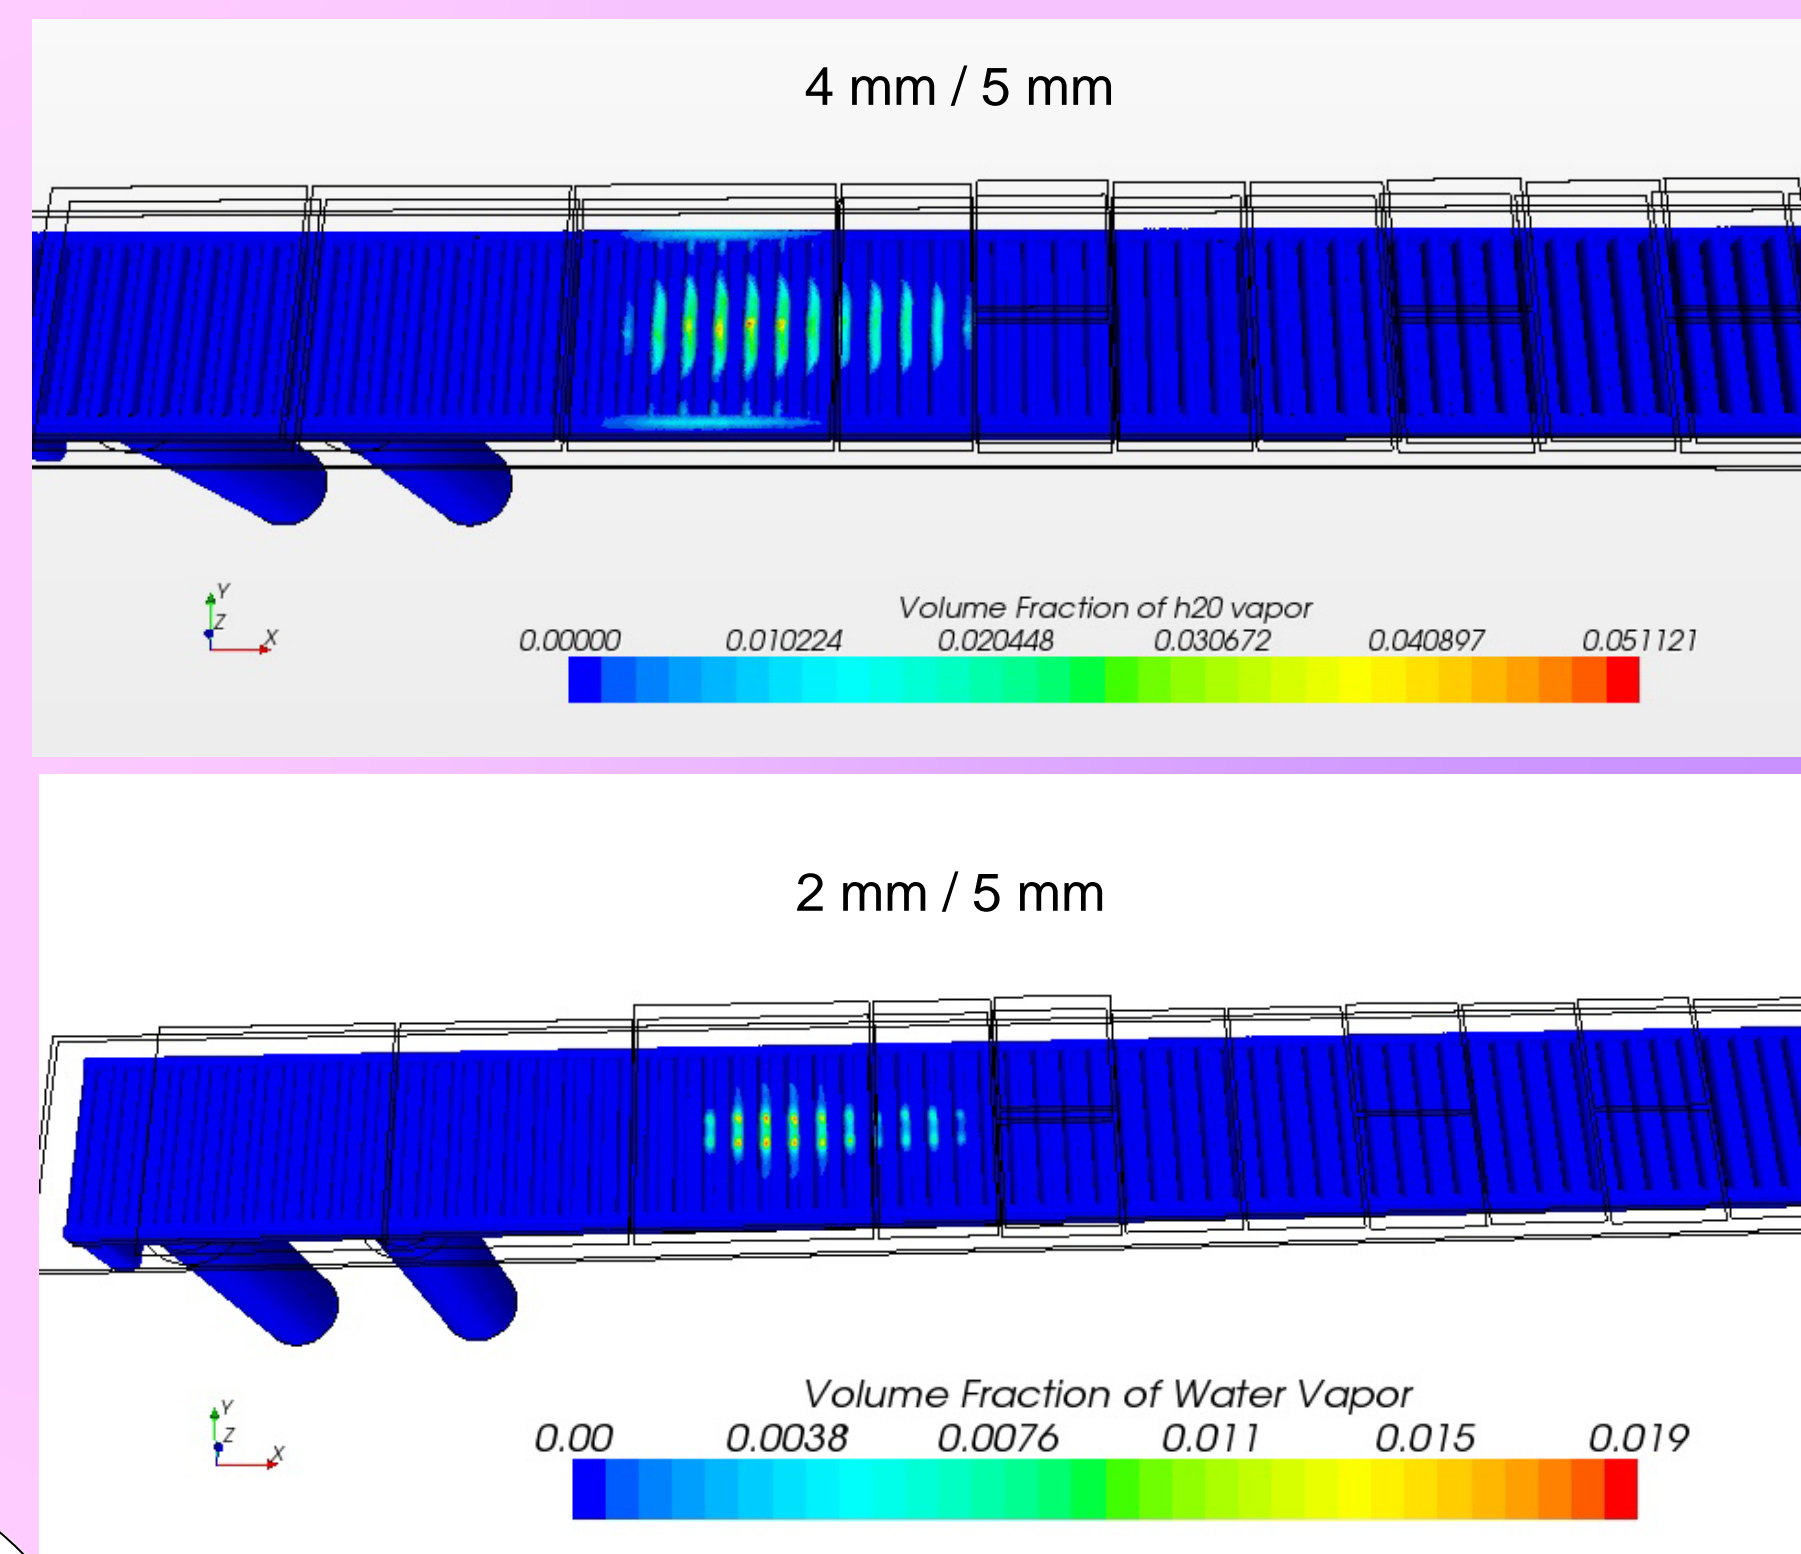 4 mm / 5 mm
Y
Z
X
Volume Fraction of h20 vapor
0.00000 0.010224 0.020448 0.030672 0.040897 0.051121
2 mm / 5 mm
Y
Z
X
Volume Fraction of Water Vapor
0.00 0.0038 0.0076 0.011 0.015 0.019